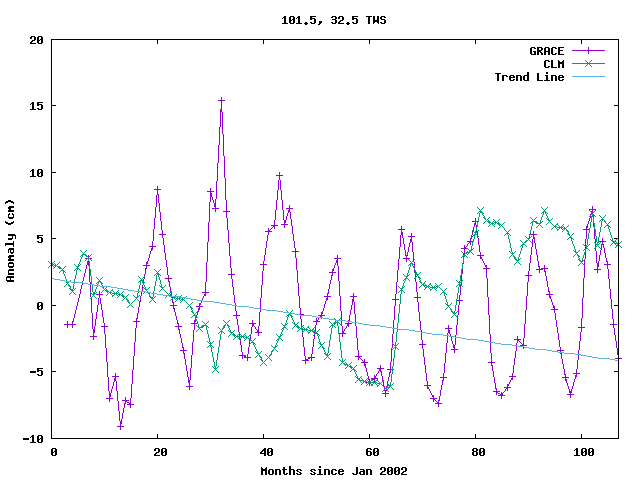 101.5, 32.5 TWS
GRACE
CLM
Trend Line
20
15
10
5
0
-5
-10
Anomaly (cm)
0 20 40 60 80 100
Months since Jan 2002